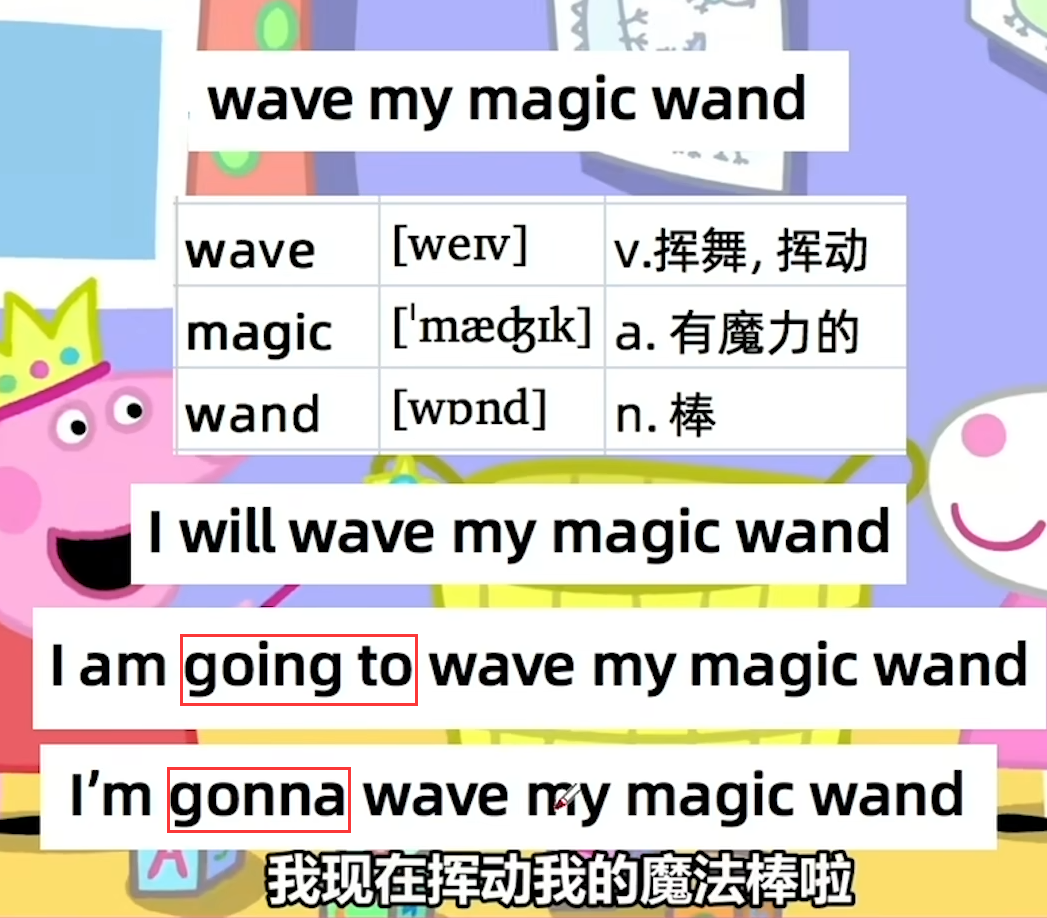 wave my magic wand
wave [weɪv] v.挥舞, 挥动
magic [ˈmæʤɪk] a. 有魔力的
wand [wɒnd] n. 棒
I will wave my magic wand
I am going to wave my magic wand
I’m gonna wave my magic wand
我现在挥动我的魔法棒啦
A